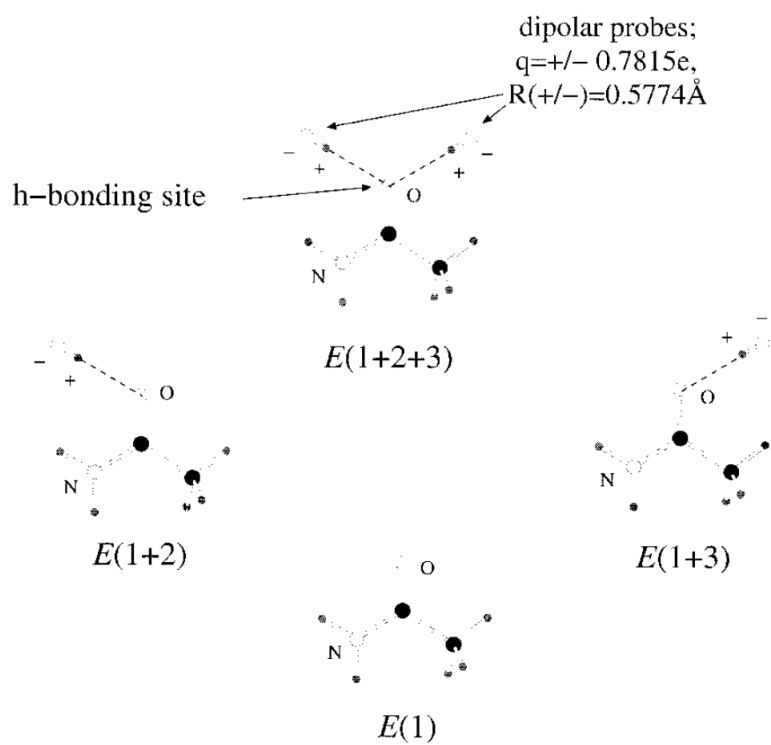 dipolar probes;
q=+/− 0.7815e,
R(+/−)=0.5774Å
− + + −
h−bonding site
O
N
E(1+2+3)
− +
O
N
E(1+2)
−
+
O
N
E(1+3)
O
N
E(1)